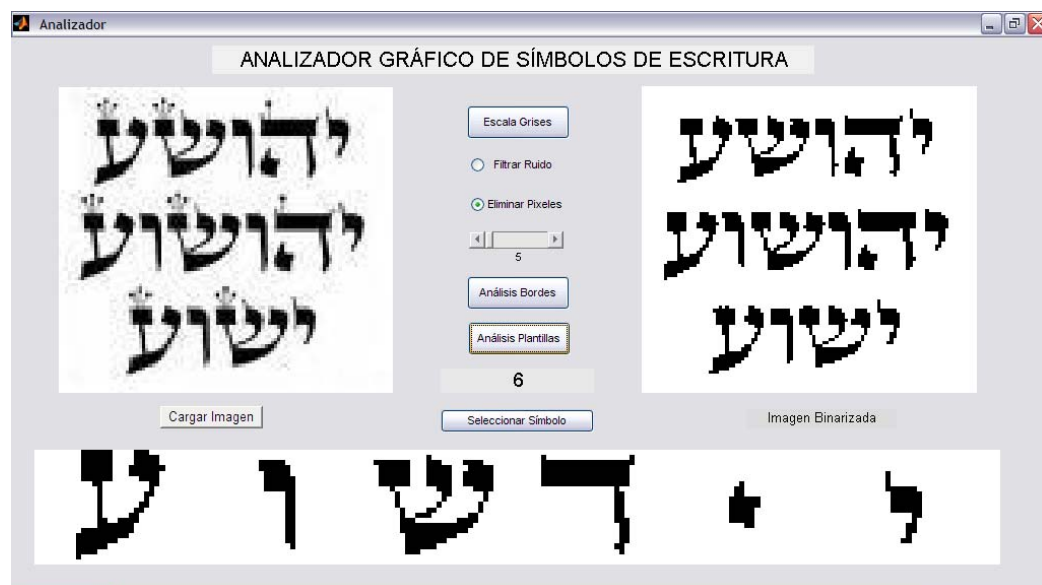 Analizador
ANALIZADOR GRÁFICO DE SÍMBOLOS DE ESCRITURA
יהושע
יהושוע
ישוע
Cargar Imagen
Escala Grises
Filtrar Ruido
Eliminar Pixeles
5
Análisis Bordes
Análisis Plantillas
6
Seleccionar Símbolo
יהושע
יהושוע
ישוע
Imagen Binarizada
י ש ו ע